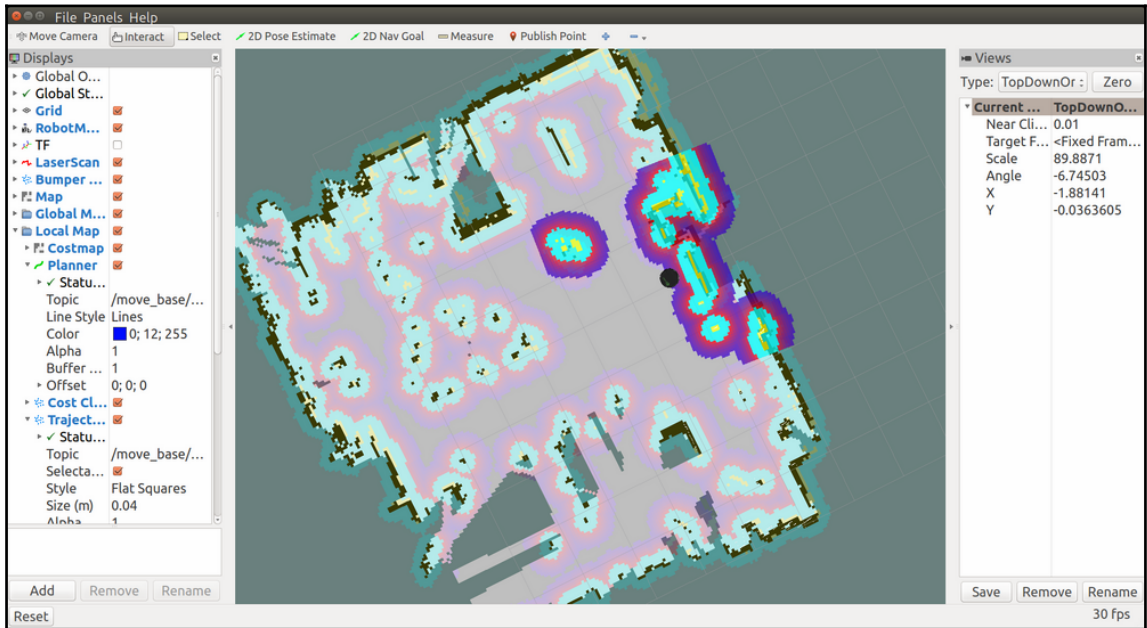 File Panels Help
Move Camera Interact Select 2D Pose Estimate 2D Nav Goal Measure Publish Point
Displays
Global O...
Global St...
Grid
RobotM...
TF
LaserScan
Bumper ...
Map
Global M...
Local Map
Costmap
Planner
Statu...
Topic /move_base/...
Line Style Lines
Color 0; 12; 255
Alpha 1
Buffer ... 1
Offset 0; 0; 0
Cost Cl...
Traject...
Statu...
Topic /move_base/...
Selecta...
Style Flat Squares
Size (m) 0.04
Alpha 1
Add Remove Rename
Reset
Views
Type: TopDownOr Zero
Current ... TopDownO...
Near Cli... 0.01
Target F... <Fixed Fram...
Scale 89.8871
Angle -6.74503
X -1.88141
Y -0.0363605
Save Remove Rename
30 fps